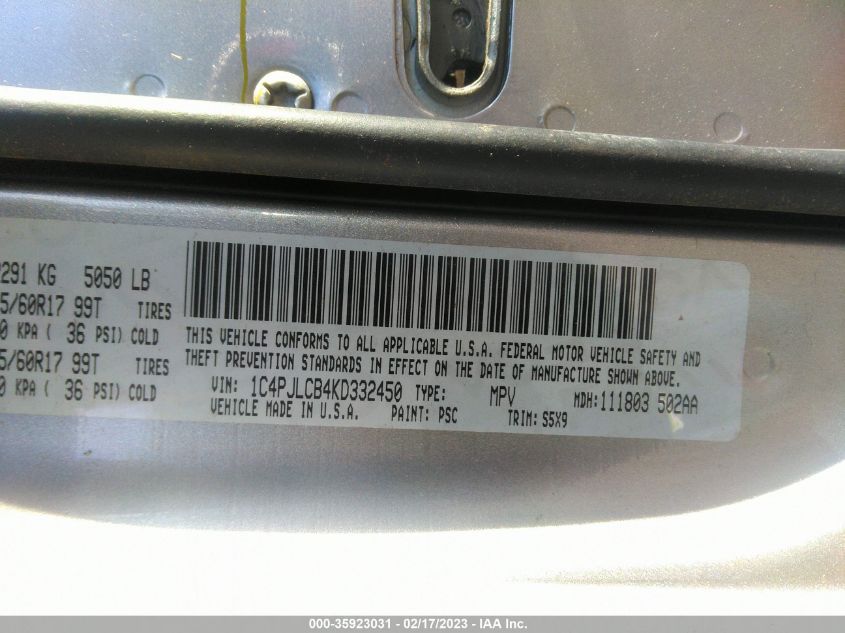 291 KG 5050 LB
5/60R17 99T TIRES
0 KPA ( 36 PSI) COLD
5/60R17 99T TIRES
0 KPA ( 36 PSI) COLD
THIS VEHICLE CONFORMS TO ALL APPLICABLE U.S.A. FEDERAL MOTOR VEHICLE SAFETY AND
THEFT PREVENTION STANDARDS IN EFFECT ON THE DATE OF MANUFACTURE SHOWN ABOVE.
VIN: 1C4PJLCB4KD332450 TYPE: MPV MDH: 111803 502AA
VEHICLE MADE IN U.S.A. PAINT: PSC TRIM: S5X9
000-35923031 - 02/17/2023 - IAA Inc.